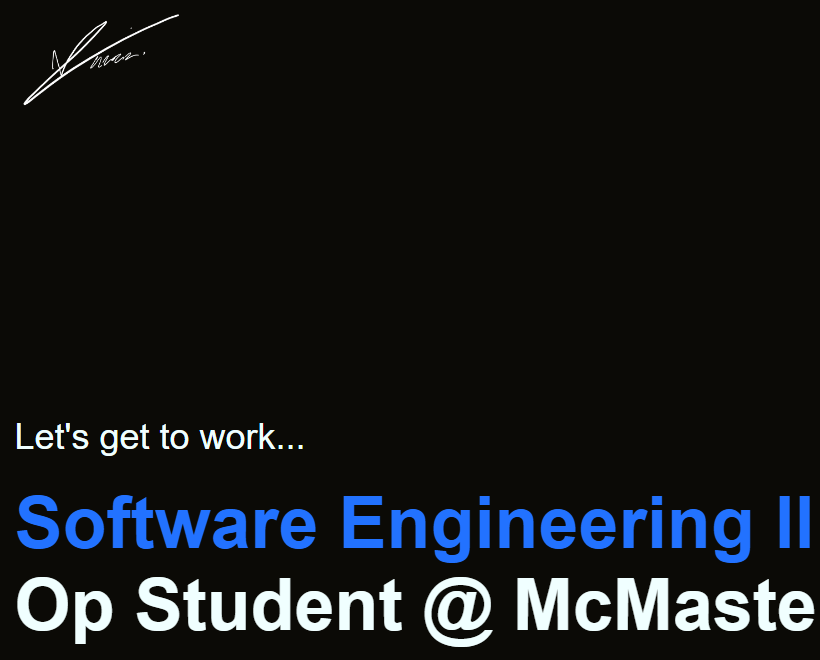 Let's get to work...
Software Engineering II
Op Student @ McMaste